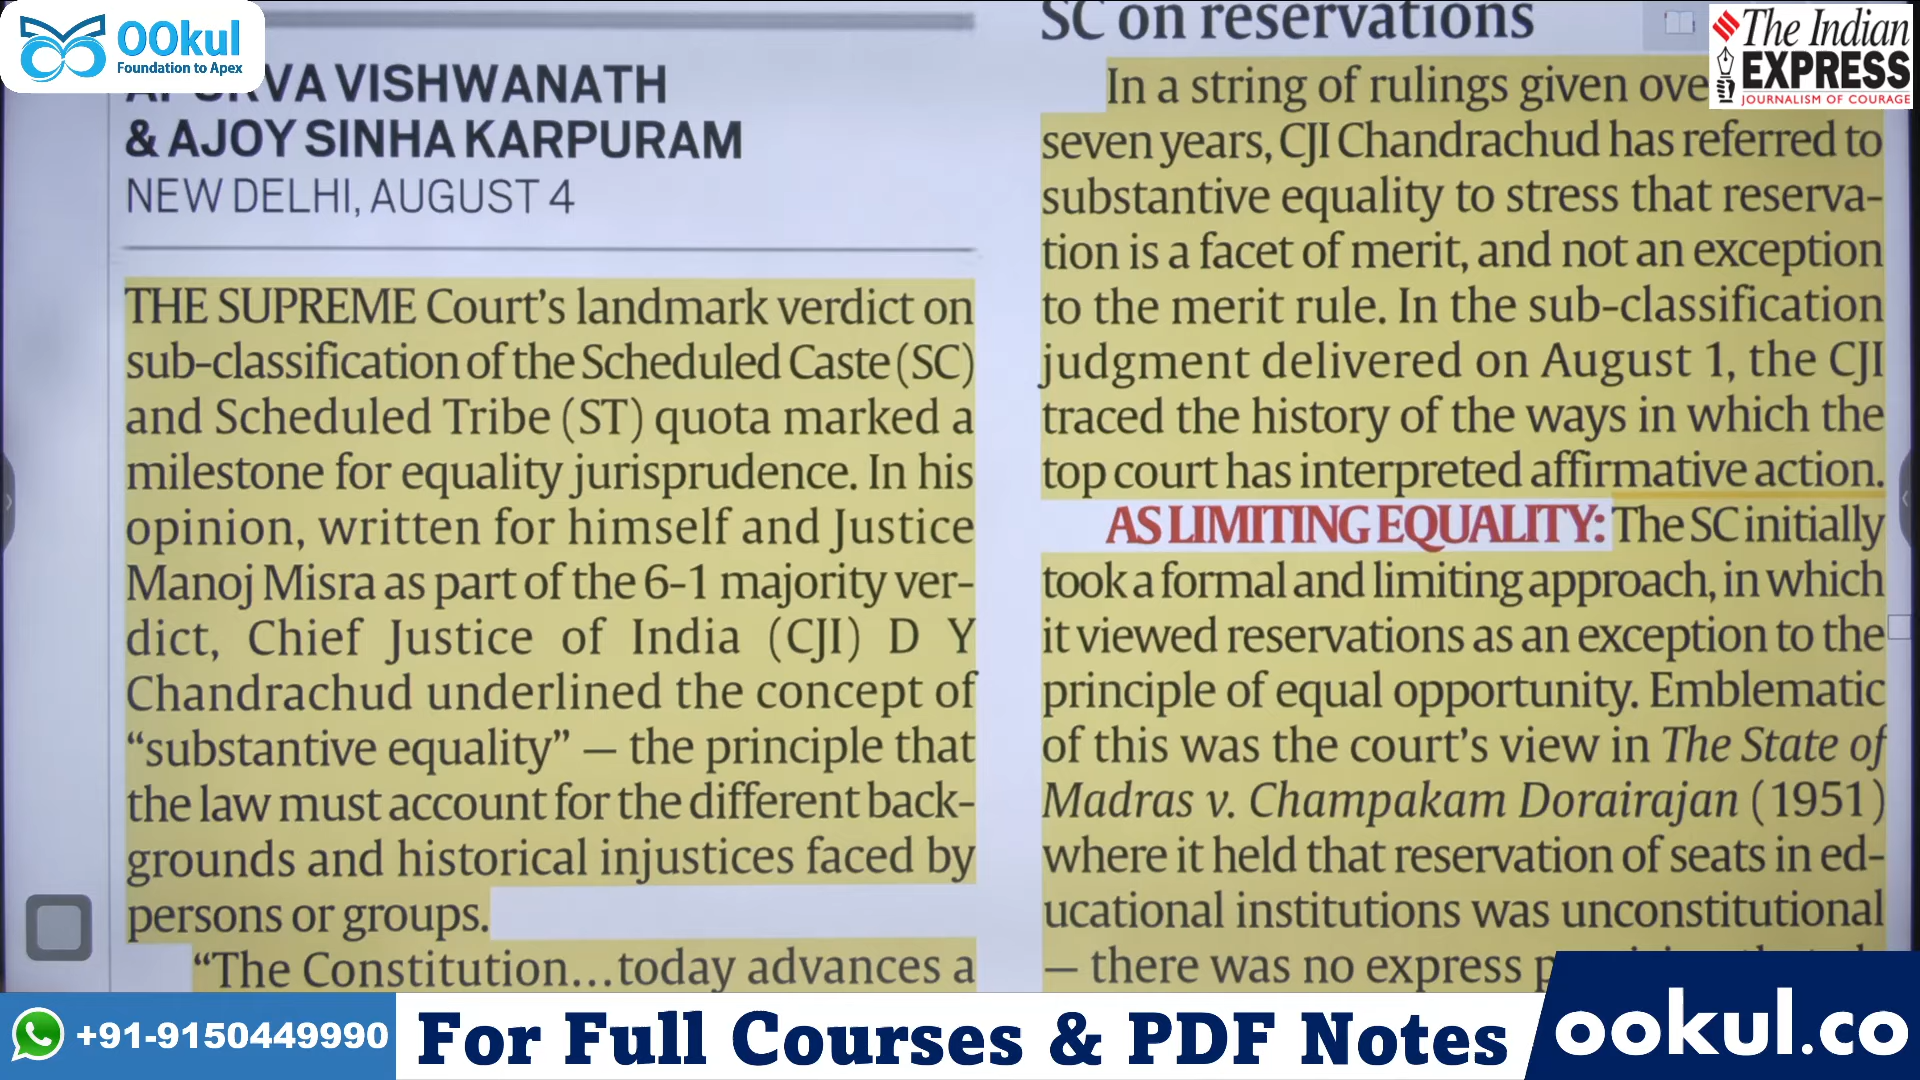 OOkul
Foundation to Apex
APURVA VISHWANATH
& AJOY SINHA KARPURAM
NEW DELHI, AUGUST 4
THE SUPREME Court's landmark verdict on
sub-classification of the Scheduled Caste (SC)
and Scheduled Tribe (ST) quota marked a
milestone for equality jurisprudence. In his
opinion, written for himself and Justice
Manoj Misra as part of the 6-1 majority ver-
dict, Chief Justice of India (CJI) D Y
Chandrachud underlined the concept of
“substantive equality” — the principle that
the law must account for the different back-
grounds and historical injustices faced by
persons or groups.
“The Constitution...today advances a
SC on reservations
In a string of rulings given ove
seven years, CJI Chandrachud has referred to
substantive equality to stress that reserva-
tion is a facet of merit, and not an exception
to the merit rule. In the sub-classification
judgment delivered on August 1, the CJI
traced the history of the ways in which the
top court has interpreted affirmative action.
AS LIMITING EQUALITY: The SC initially
took a formal and limiting approach, in which
it viewed reservations as an exception to the
principle of equal opportunity. Emblematic
of this was the court's view in The State of
Madras v. Champakam Dorairajan (1951)
where it held that reservation of seats in ed-
ucational institutions was unconstitutional
— there was no express
The Indian
EXPRESS
JOURNALISM OF COURAGE
+91-9150449990
For Full Courses & PDF Notes
ookul.co